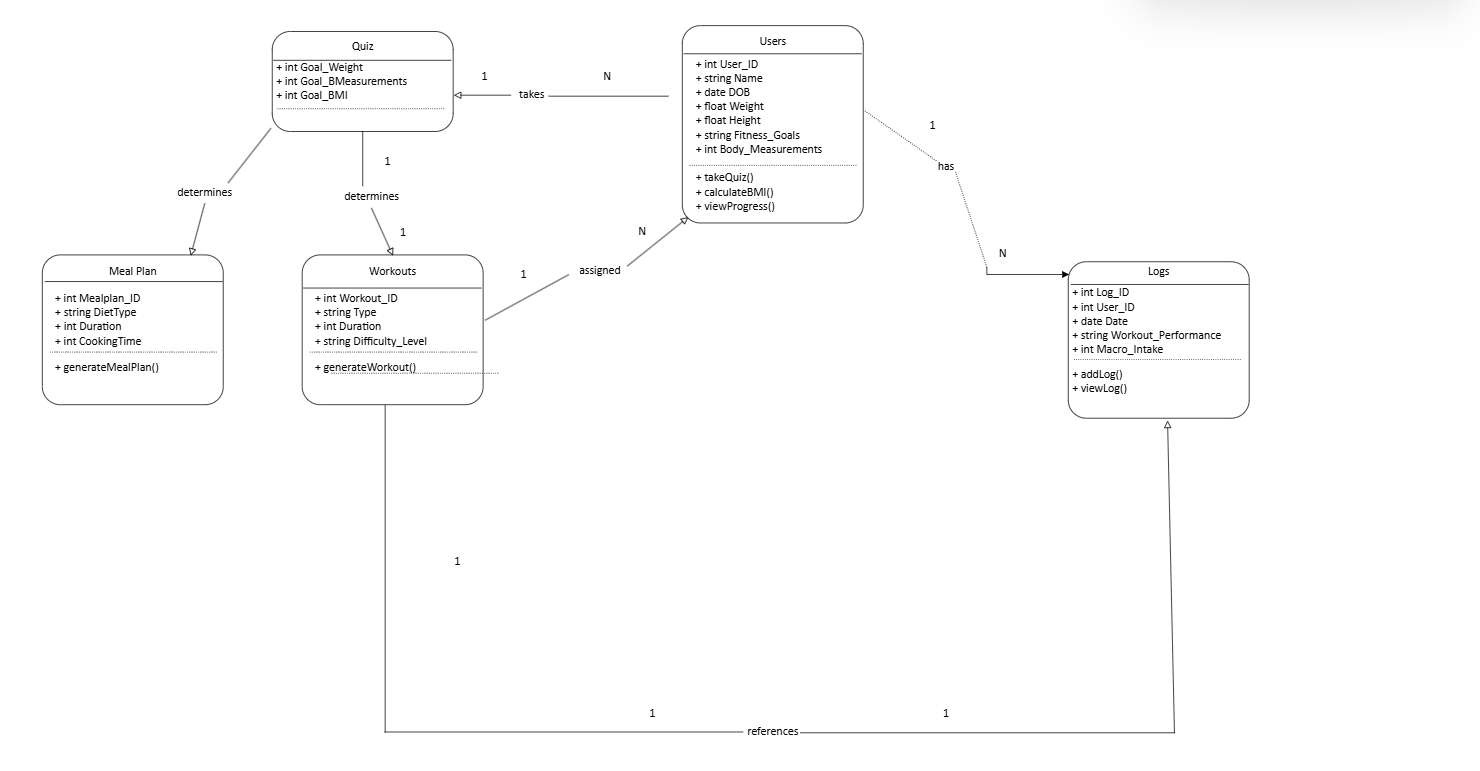 Quiz
+ int Goal_Weight
+ int Goal_BMeasurements
+ int Goal_BMI
1
N
takes
Users
+ int User_ID
+ string Name
+ date DOB
+ float Weight
+ float Height
+ string Fitness_Goals
+ int Body_Measurements
+ takeQuiz()
+ calculateBMI()
+ viewProgress()
1
has
N
determines
1
determines
1
1
assigned
N
Meal Plan
+ int Mealplan_ID
+ string DietType
+ int Duration
+ int CookingTime
+ generateMealPlan()
Workouts
+ int Workout_ID
+ string Type
+ int Duration
+ string Difficulty_Level
+ generateWorkout()
Logs
+ int Log_ID
+ int User_ID
+ date Date
+ string Workout_Performance
+ int Macro_Intake
+ addLog()
+ viewLog()
1
1
1
references